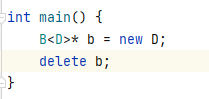 int main() {
    B<D>* b = new D;
    delete b;
}